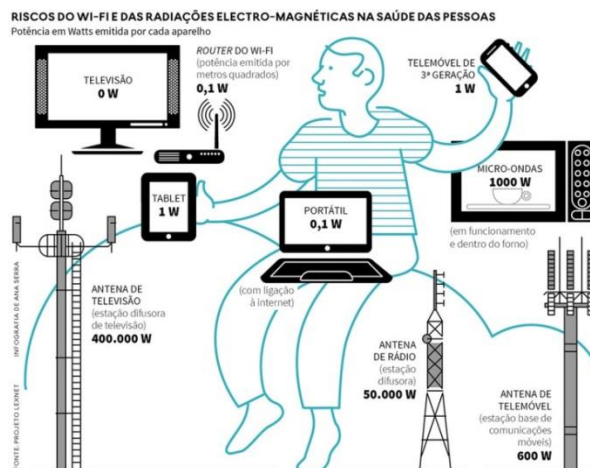 RISCOS DO WI-FI E DAS RADIAÇÕES ELECTRO-MAGNÉTICAS NA SAÚDE DAS PESSOAS
Potência em Watts emitida por cada aparelho
TELEVISÃO
0 W
ROUTER DO WI-FI
(potência emitida por
metros quadrados)
0,1 W
TELEMÓVEL DE
3ª GERAÇÃO
1 W
TABLET
1 W
PORTÁTIL
0,1 W
(com ligação
à internet)
MICRO-ONDAS
1000 W
(em funcionamento
e dentro do forno)
ANTENA DE
TELEVISÃO
(estação difusora
de televisão)
400.000 W
ANTENA
DE RÁDIO
(estação
difusora)
50.000 W
ANTENA DE
TELEMÓVEL
(estação base de
comunicações
móveis)
600 W
INFOGRAFIA DE ANA SERRA
FONTE: PROJETO LEXNET